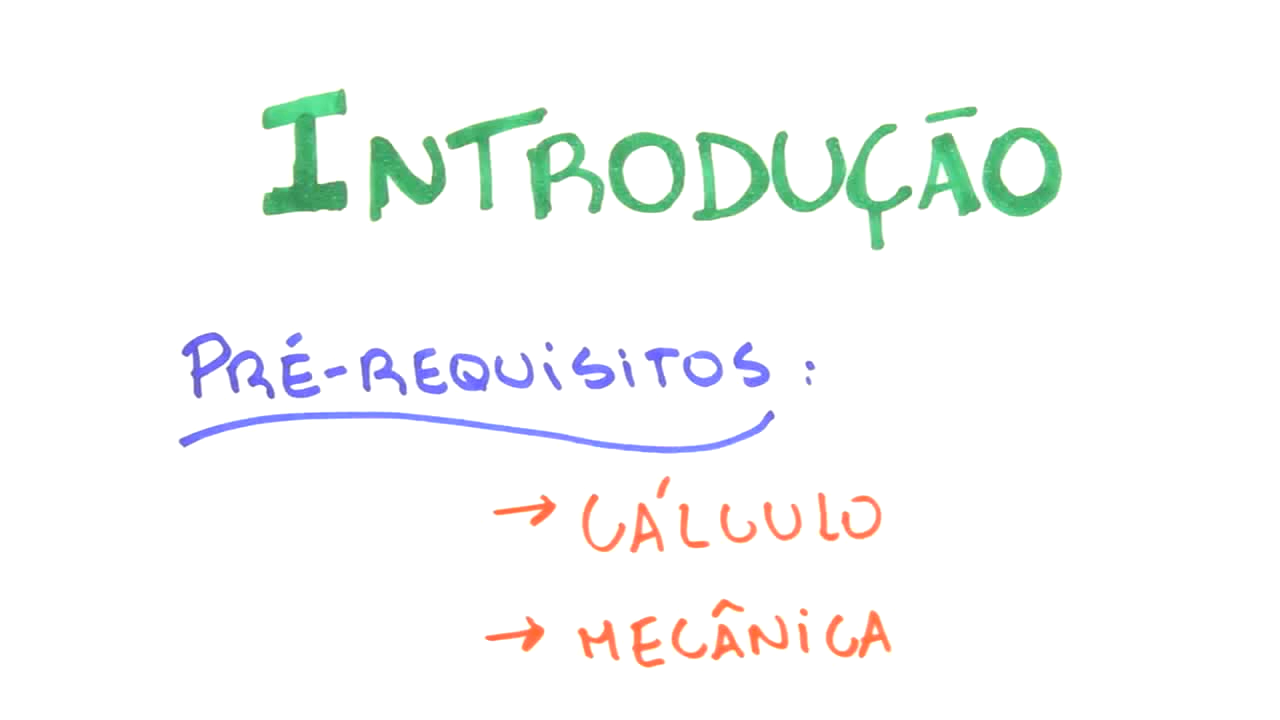 INTRODUÇÃO
PRÉ-REQUISITOS:
→ CÁLCULO
→ MECÂNICA